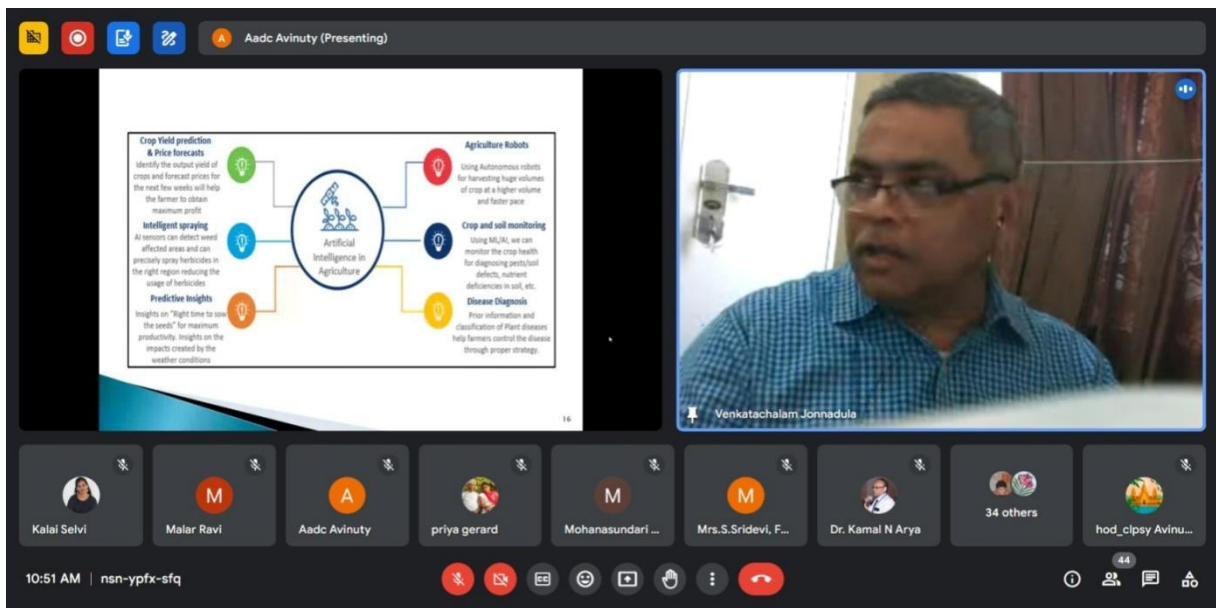 Aadc Avinuty (Presenting)
Crop Yield prediction
& Price forecasts
Identify the output yield of
crops and forecast prices for
the next few weeks will help
the farmer to obtain
maximum profit
Intelligent spraying
AI sensors can detect weed
affected areas and can
precisely spray herbicides in
the right region reducing the
usage of herbicides
Predictive Insights
Insights on "Right time to sow
the seeds" for maximum
productivity. Insights on the
impacts created by the
weather conditions
Artificial
Intelligence in
Agriculture
Agriculture Robots
Using Autonomous robots
for harvesting huge volumes
of crop at a higher volume
and faster pace
Crop and soil monitoring
Using ML/AI, we can
monitor the crop health
for diagnosing pests/soil
defects, nutrient
deficiencies in soil, etc.
Disease Diagnosis
Prior information and
classification of Plant diseases
help farmers control the disease
through proper strategy.
16
Venkatachalam Jonnadula
Kalai Selvi
M
Malar Ravi
A
Aadc Avinuty
priya gerard
M
Mohanasundari ...
M
Mrs.S.Sridevi, F...
Dr. Kamal N Arya
34 others
hod_clpsy Avinu...
10:51 AM | nsn-ypfx-sfq
CC
44